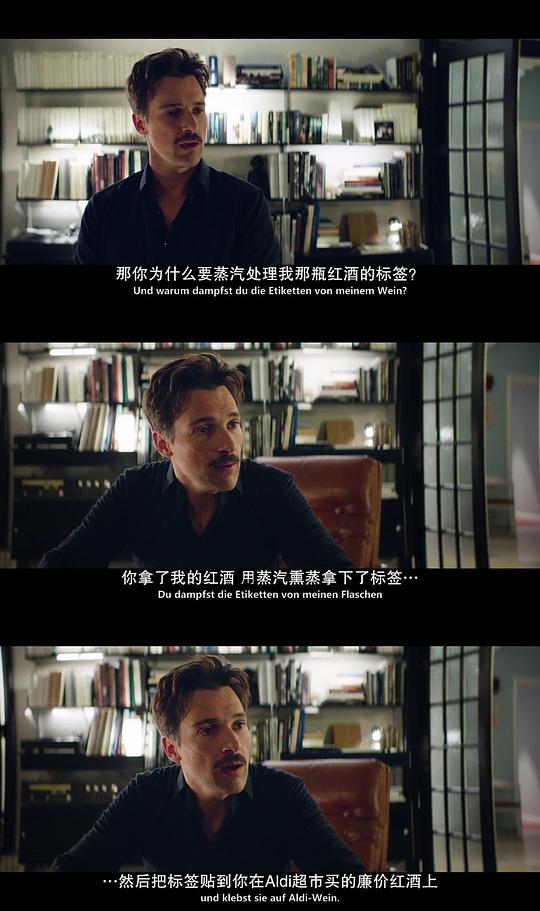 那你为什么要蒸汽处理我那瓶红酒的标签?
Und warum dampfst du die Etiketten von meinem Wein?
你拿了我的红酒 用蒸汽熏蒸拿下了标签…
Du dampfst die Etiketten von meinen Flaschen
…然后把标签贴到你在Aldi超市买的廉价红酒上
und klebst sie auf Aldi-Wein.